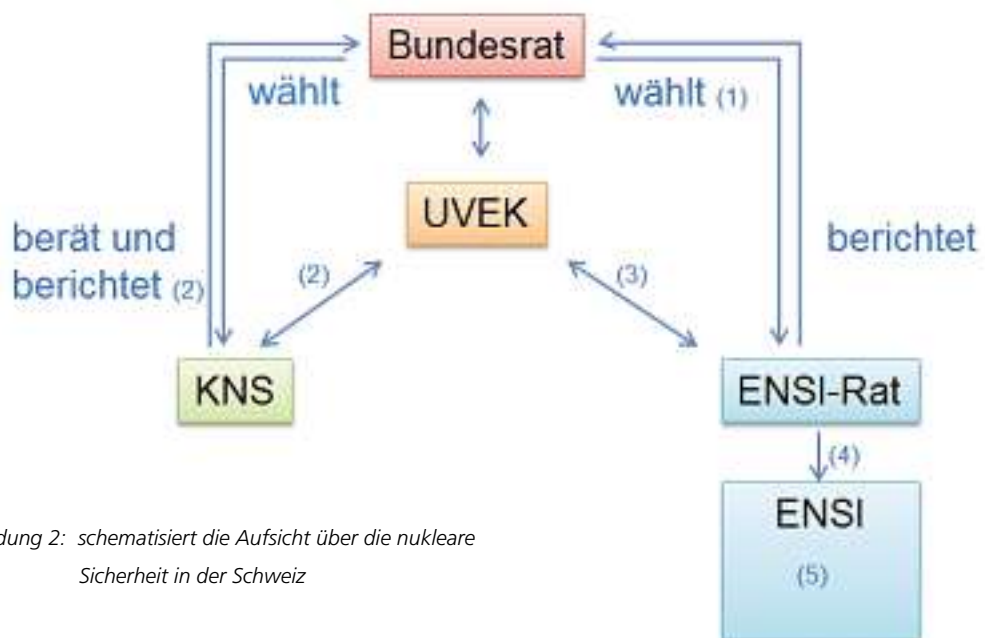 Bundesrat
wählt
wählt (1)
UVEK
berät und
berichtet (2)
(2)
(3)
berichtet
KNS
ENSI-Rat
(4)
ENSI
(5)
dung 2: schematisiert die Aufsicht über die nukleare
Sicherheit in der Schweiz